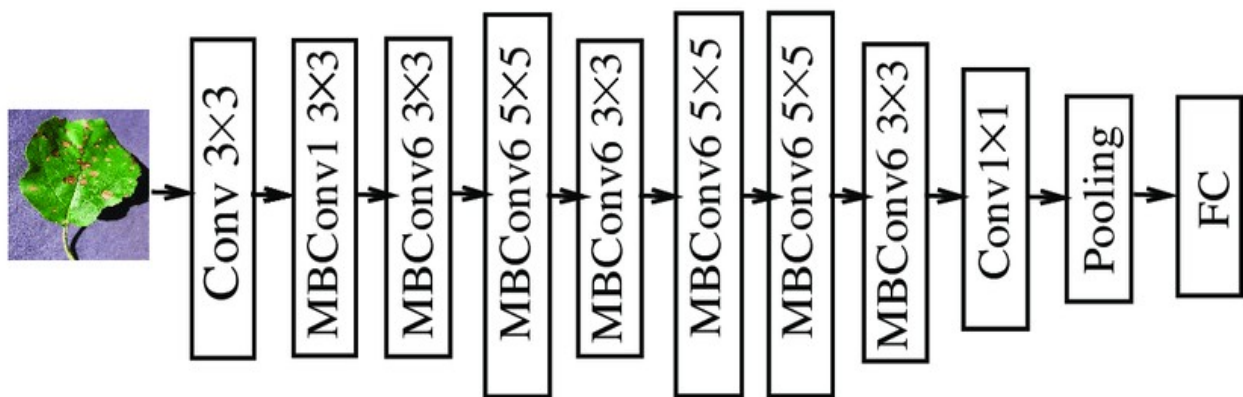 Conv 3×3
MBConv1 3×3
MBConv6 3×3
MBConv6 5×5
MBConv6 3×3
MBConv6 5×5
MBConv6 5×5
MBConv6 3×3
Conv1×1
Pooling
FC